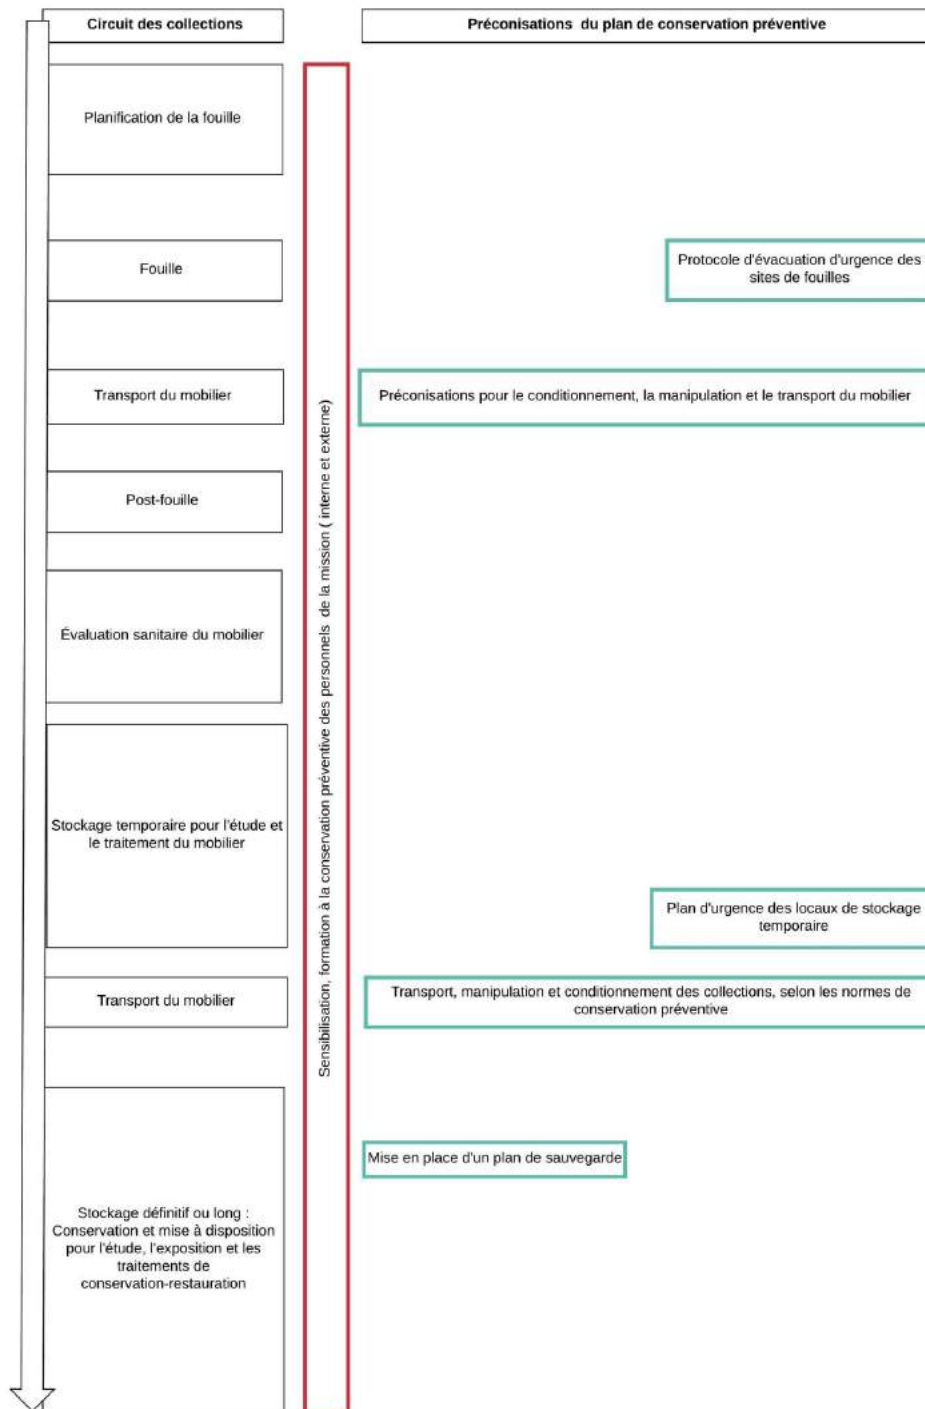 Circuit des collections
Préconisations du plan de conservation préventive
Planification de la fouille
Fouille
Protocole d'évacuation d'urgence des
sites de fouilles
Transport du mobilier
Préconisations pour le conditionnement, la manipulation et le transport du mobilier
Post-fouille
Évaluation sanitaire du mobilier
Sensibilisation, formation à la conservation préventive des personnels de la mission ( interne et externe)
Stockage temporaire pour l'étude et
le traitement du mobilier
Plan d'urgence des locaux de stockage
temporaire
Transport du mobilier
Transport, manipulation et conditionnement des collections, selon les normes de
conservation préventive
Mise en place d'un plan de sauvegarde
Stockage définitif ou long :
Conservation et mise à disposition
pour l'étude, l'exposition et les
traitements de
conservation-restauration